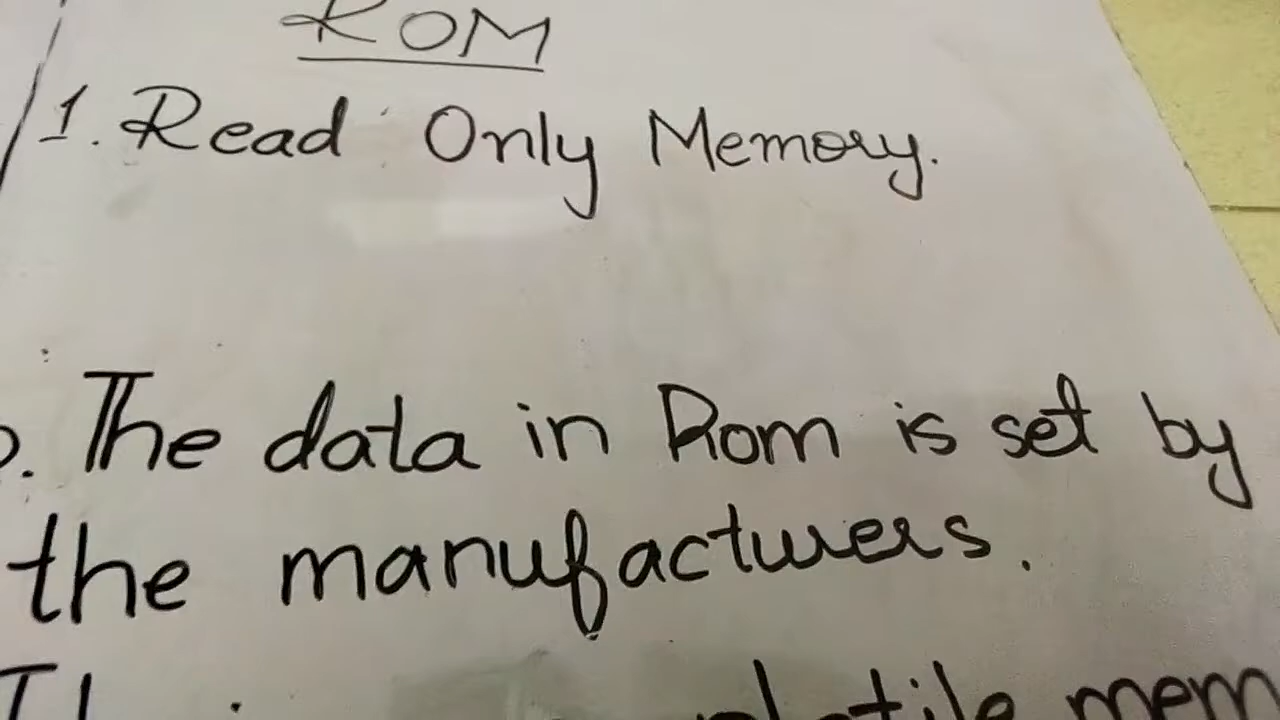 ROM
1. Read Only Memory.
. The data in Rom is set by
the manufacturers.